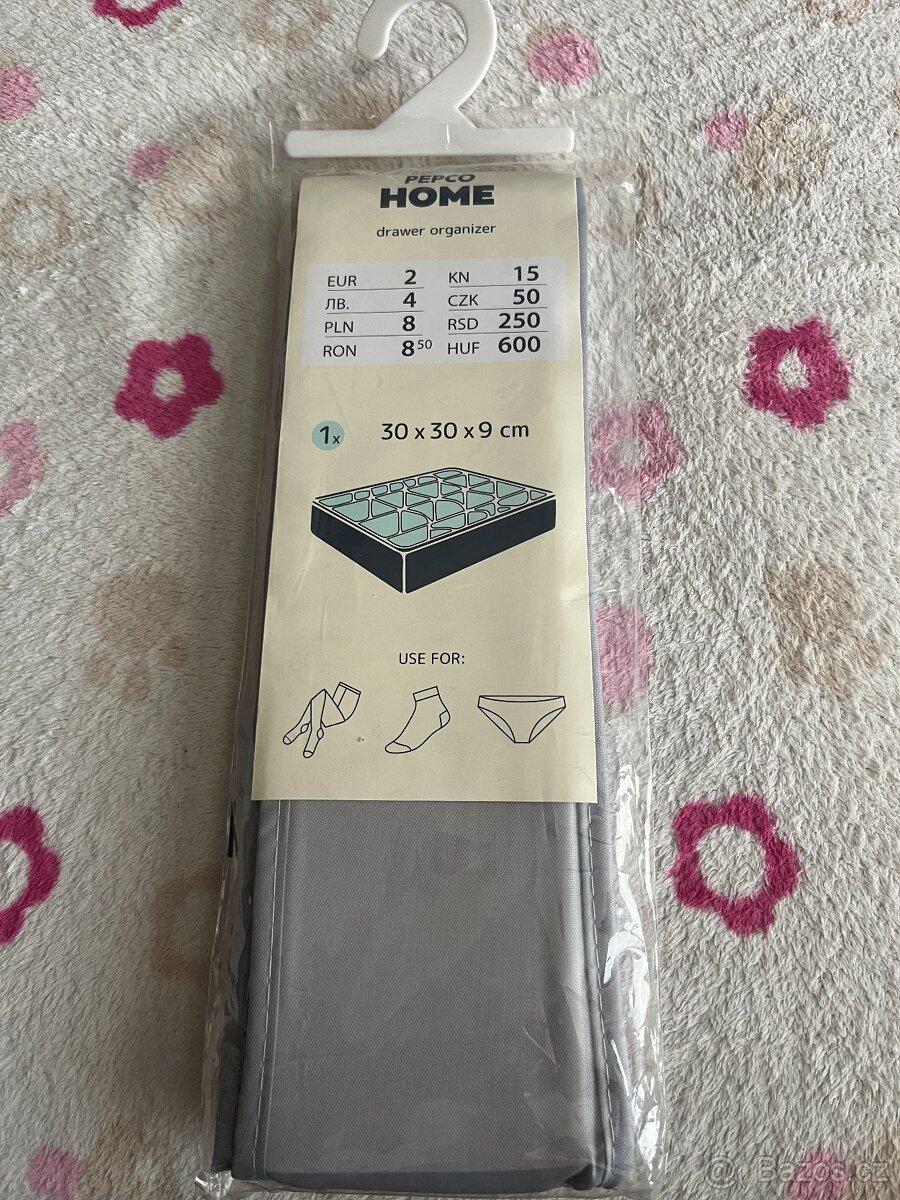 PEPCO
HOME
drawer organizer
EUR 2 KN 15
ЛВ. 4 CZK 50
PLN 8 RSD 250
RON 8 50 HUF 600
1x 30 x 30 x 9 cm
USE FOR:
Bazos.cz